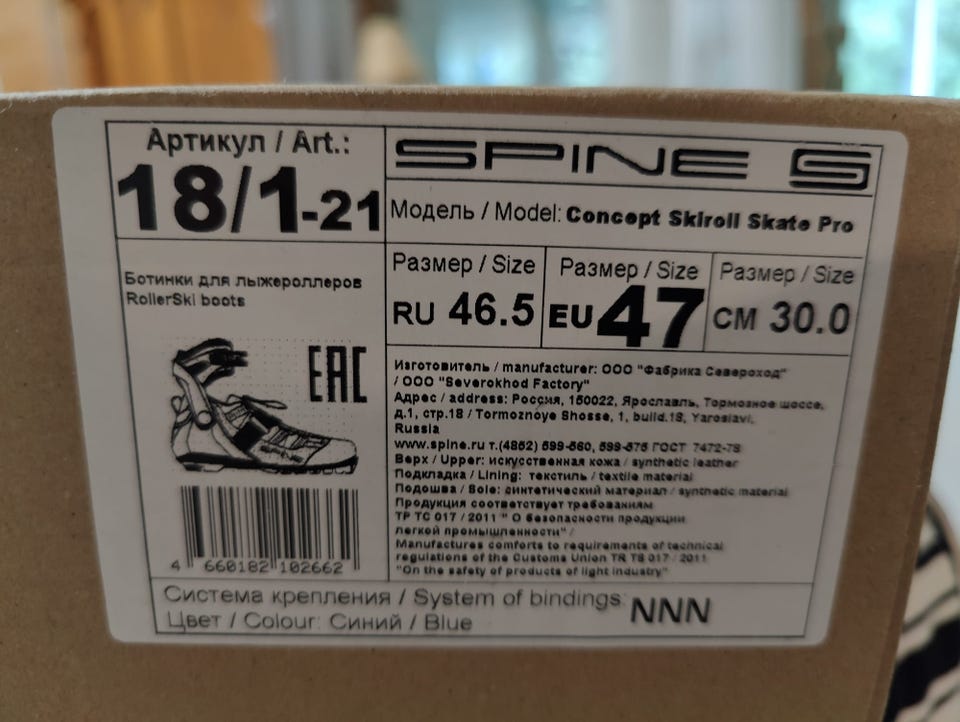 Артикул / Art.:
18/1-21
SPINE S
Модель / Model: Concept Skiroll Skate Pro
Размер / Size
RU 46.5
Размер / Size
EU 47
Размер / Size
CM 30.0
Ботинки для лыжероллеров
RollerSki boots
EAC
4 660182 102662
Изготовитель / manufacturer: ООО "Фабрика Североход"
/ ООО "Severokhod Factory"
Адрес / address: Россия, 150022, Ярославль, Тормозное шоссе,
д.1, стр.18 / Tormoznoye Shosse, 1, build.18, Yaroslavl,
Russia
www.spine.ru т.(4852) 599-560, 599-575 ГОСТ 7472-78
Верх / Upper: искусственная кожа / synthetic leather
Подкладка / Lining: текстиль / textile material
Подошва / Sole: синтетический материал / synthetic material
Продукция соответствует требованиям
ТР ТС 017 / 2011 " О безопасности продукции
легкой промышленности" /
Manufactures comforts to requirements of technical
regulations of the Customs Union TR TS 017 / 2011
"On the safety of products of light industry"
Система крепления / System of bindings: NNN
Цвет / Colour: Синий / Blue